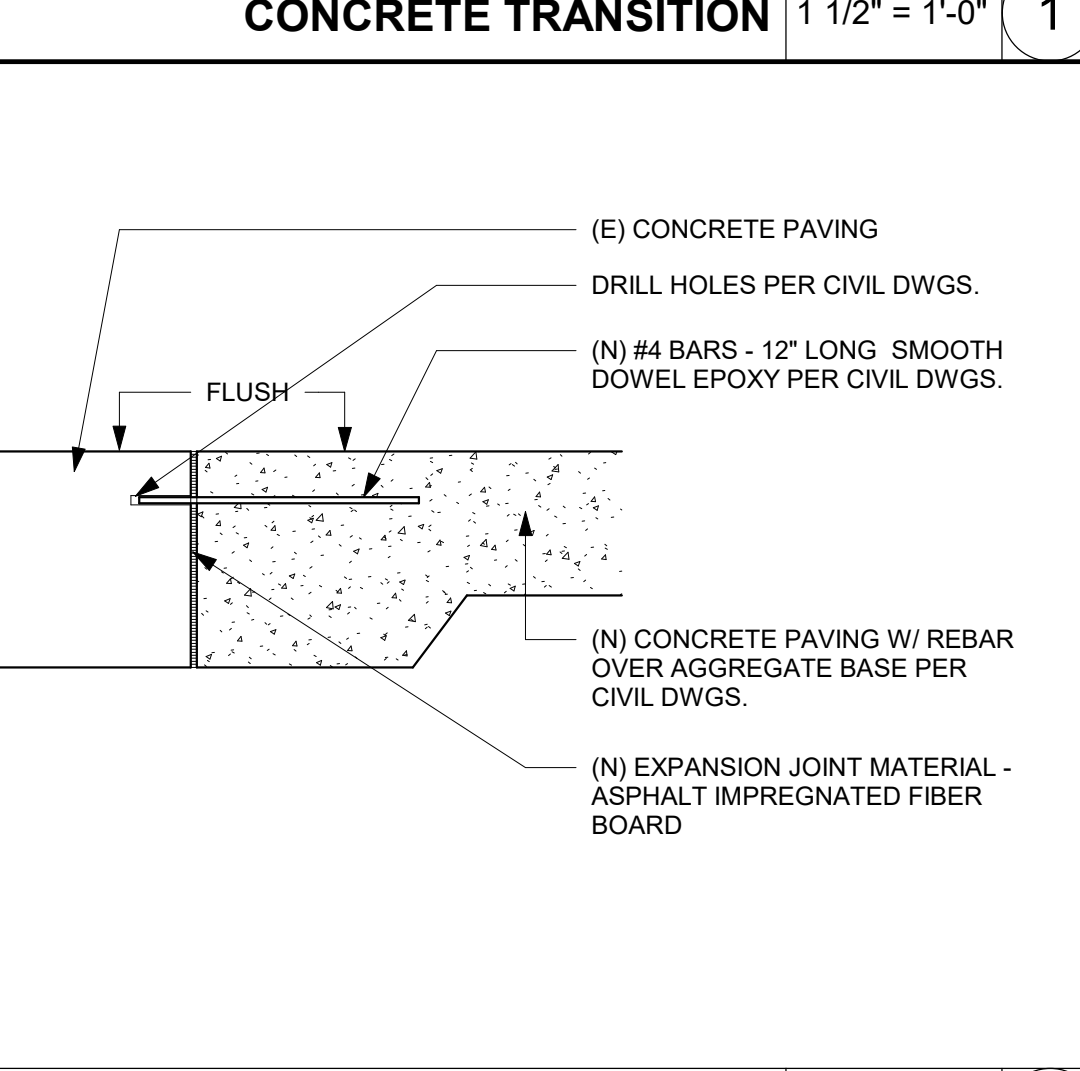 CONCRETE TRANSITION 1 1/2" = 1'-0" 1
(E) CONCRETE PAVING
DRILL HOLES PER CIVIL DWGS.
(N) #4 BARS - 12" LONG SMOOTH
DOWEL EPOXY PER CIVIL DWGS.
FLUSH
(N) CONCRETE PAVING W/ REBAR
OVER AGGREGATE BASE PER
CIVIL DWGS.
(N) EXPANSION JOINT MATERIAL -
ASPHALT IMPREGNATED FIBER
BOARD